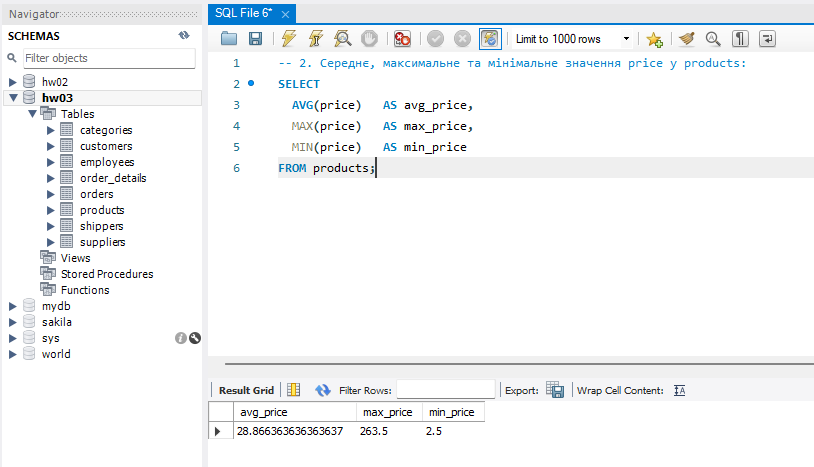 Navigator
SCHEMAS
Filter objects
hw02
hw03
Tables
categories
customers
employees
order_details
orders
products
shippers
suppliers
Views
Stored Procedures
Functions
mydb
sakila
sys
world
SQL File 6*
Limit to 1000 rows
1 -- 2. Середнє, максимальне та мінімальне значення price у products:
2 SELECT
3 AVG(price) AS avg_price,
4 MAX(price) AS max_price,
5 MIN(price) AS min_price
6 FROM products;
Result Grid Filter Rows: Export: Wrap Cell Content:
avg_price max_price min_price
28.866363636363637 263.5 2.5